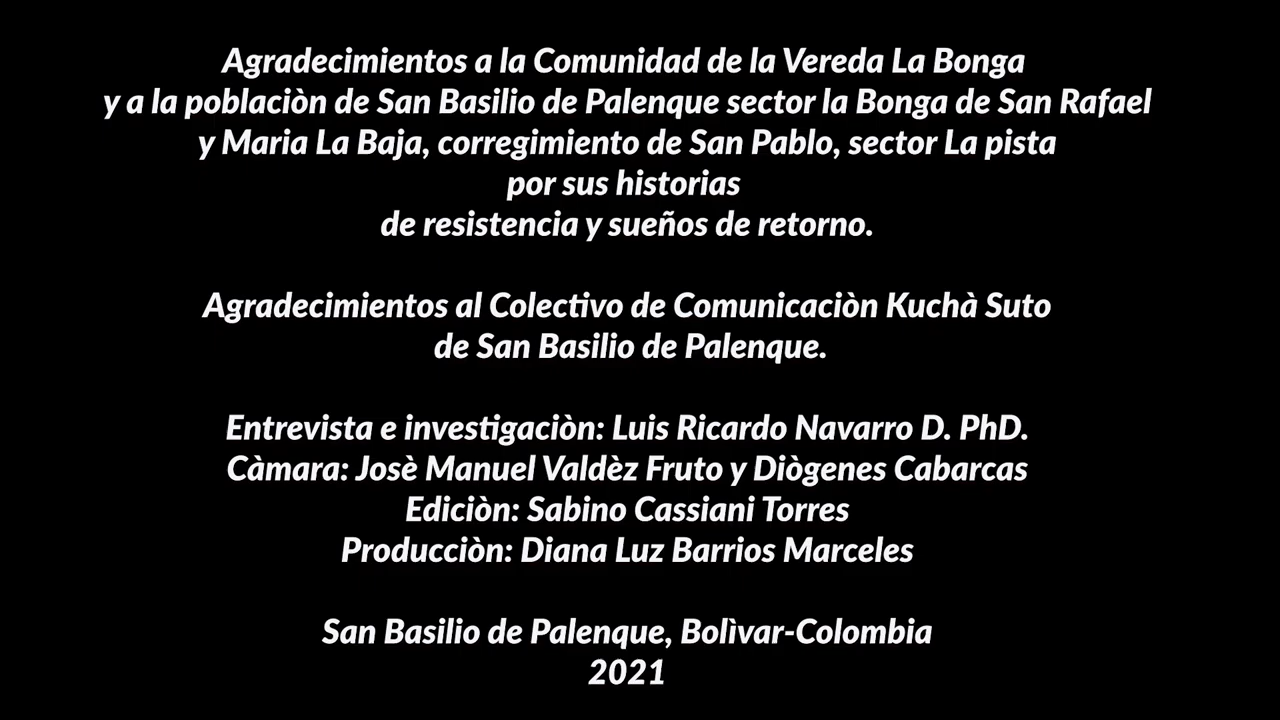 Agradecimientos a la Comunidad de la Vereda La Bonga
y a la poblaciòn de San Basilio de Palenque sector la Bonga de San Rafael
y Maria La Baja, corregimiento de San Pablo, sector La pista
por sus historias
de resistencia y sueños de retorno.
Agradecimientos al Colectivo de Comunicaciòn Kuchà Suto
de San Basilio de Palenque.
Entrevista e investigaciòn: Luis Ricardo Navarro D. PhD.
Càmara: Josè Manuel Valdèz Fruto y Diògenes Cabarcas
Ediciòn: Sabino Cassiani Torres
Producciòn: Diana Luz Barrios Marceles
San Basilio de Palenque, Bolìvar-Colombia
2021